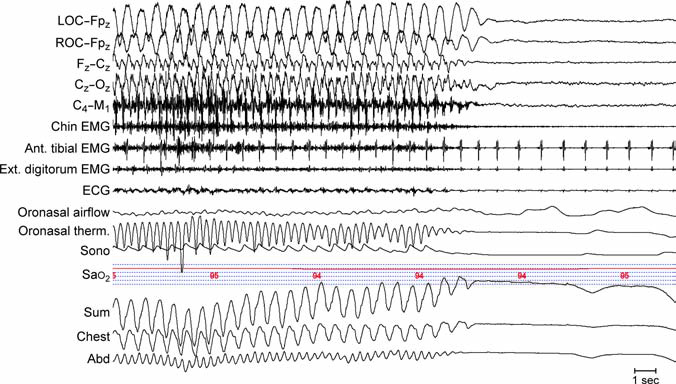 LOC–Fpz
ROC–Fpz
Fz–Cz
Cz–Oz
C4–M1
Chin EMG
Ant. tibial EMG
Ext. digitorum EMG
ECG
Oronasal airflow
Oronasal therm.
Sono
SaO2 5 95 94 94 94 95
Sum
Chest
Abd
1 sec